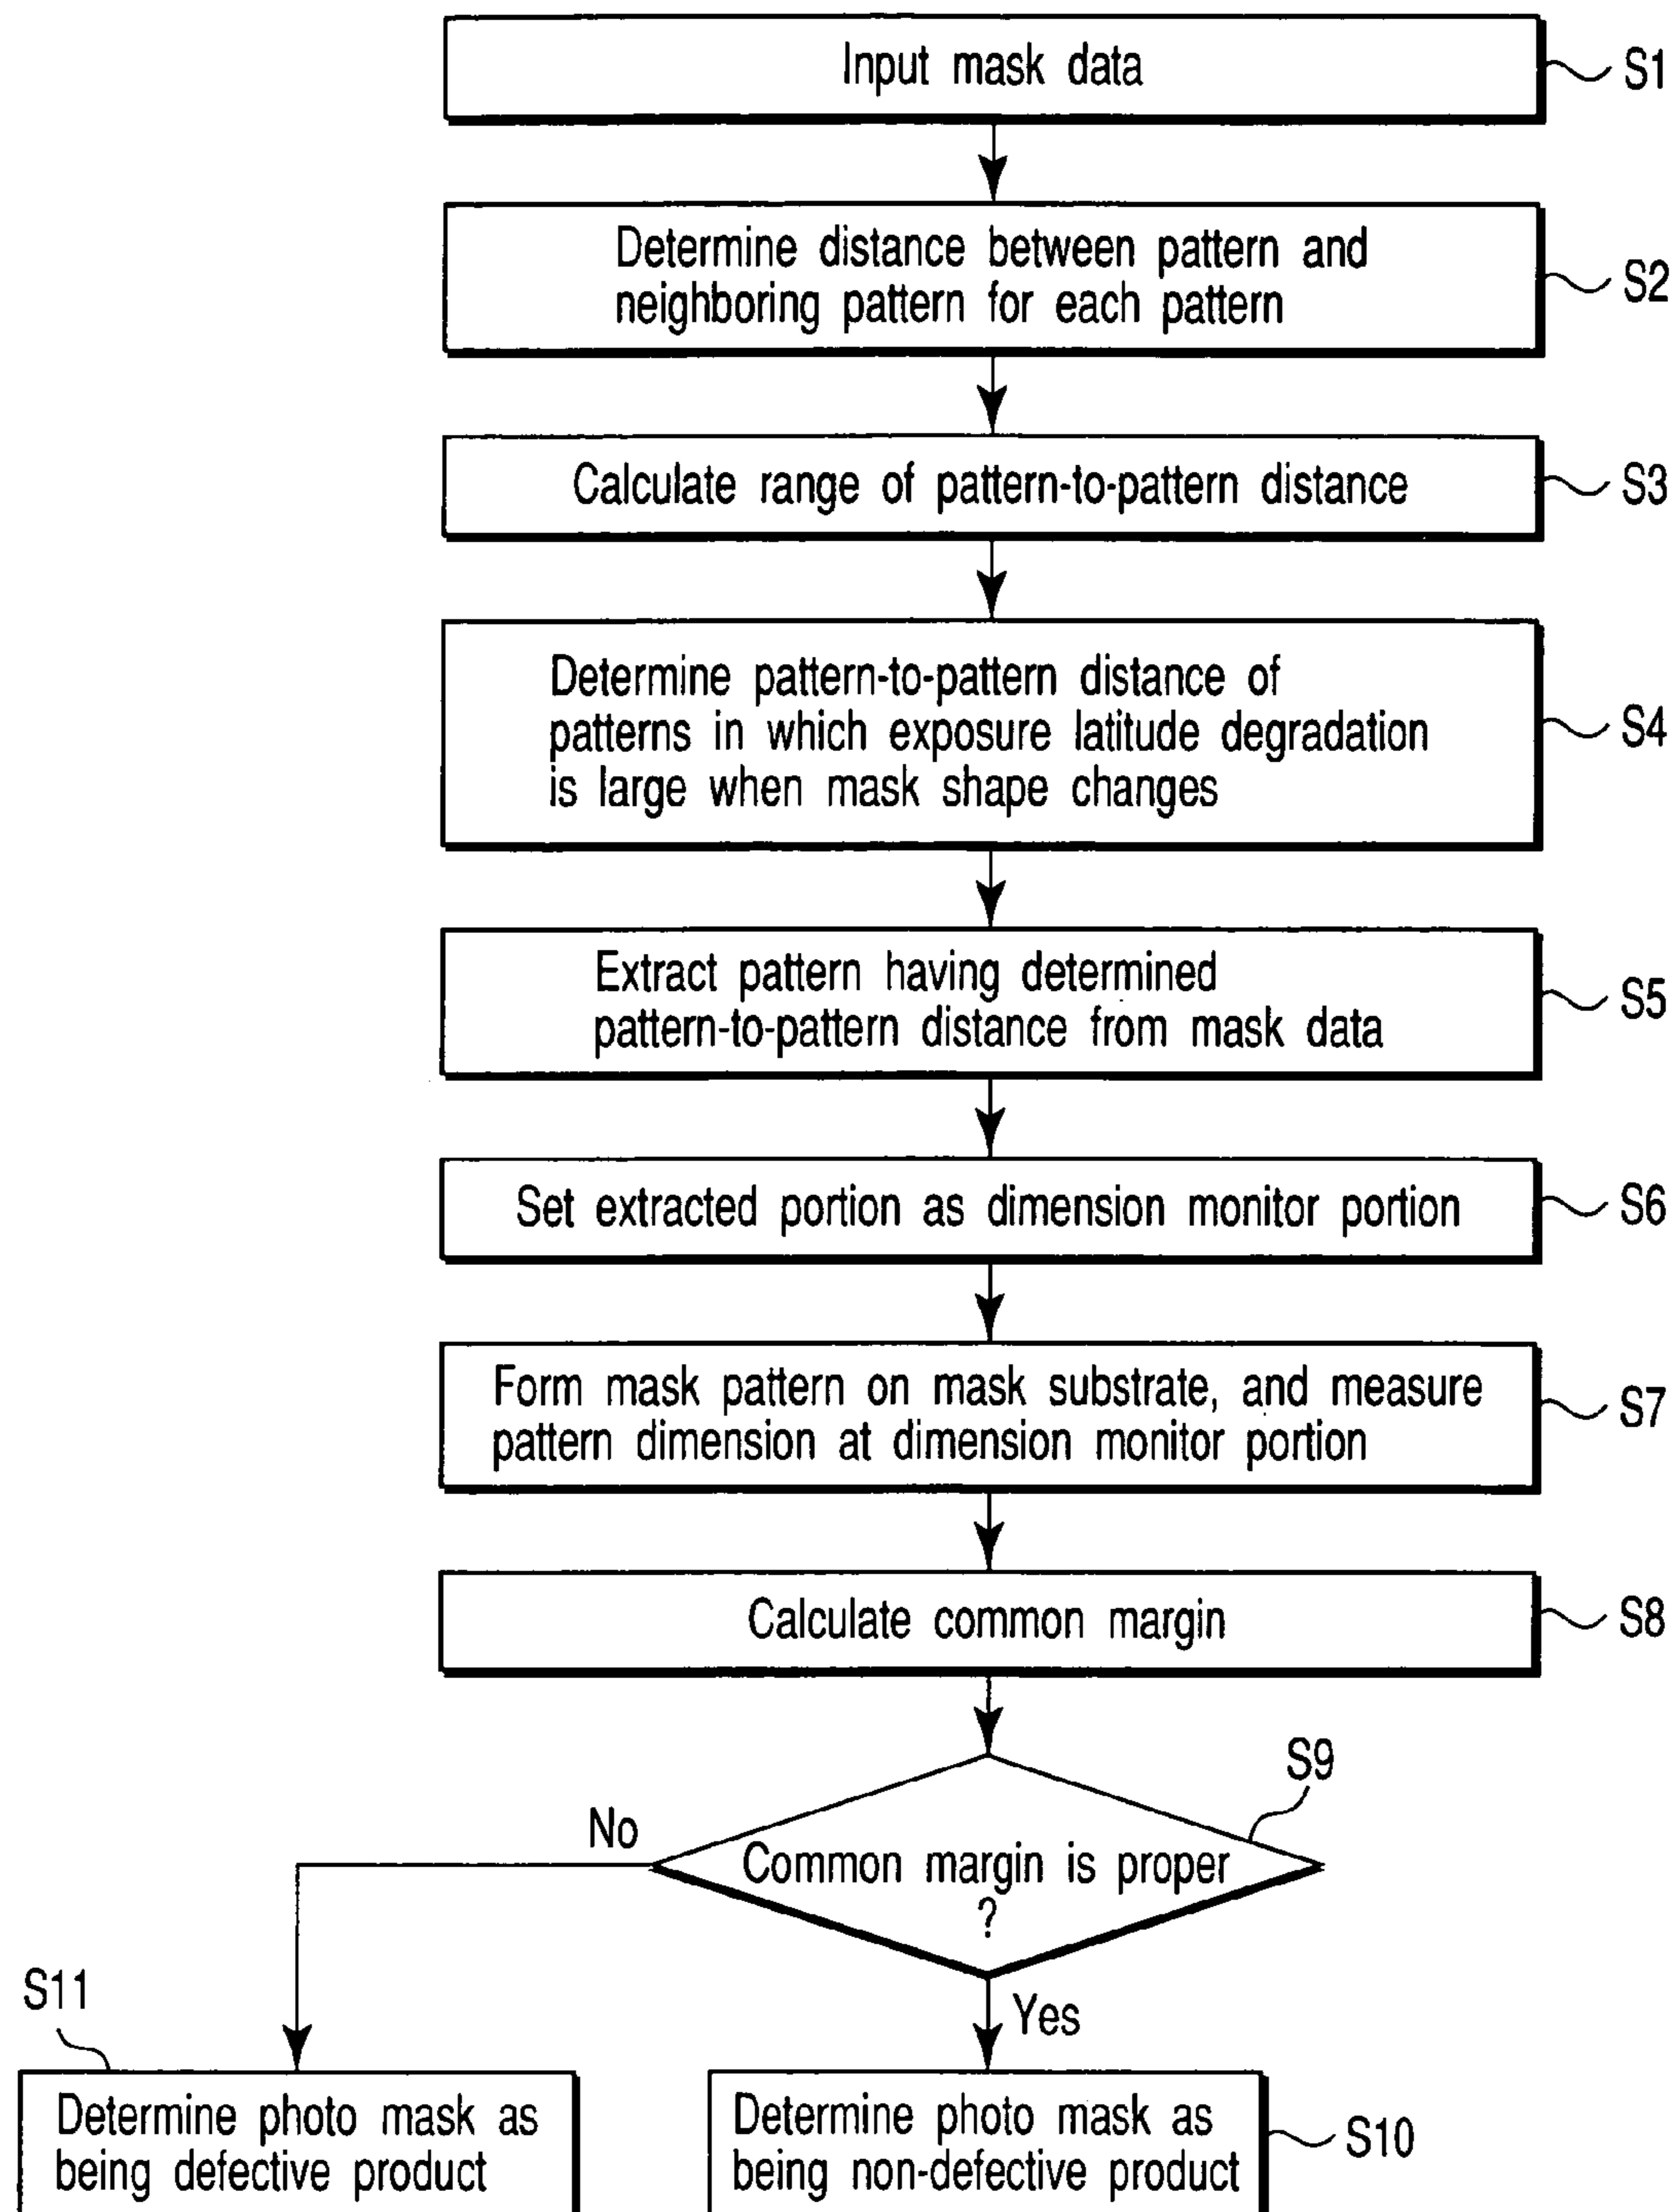 Input mask data
S1
Determine distance between pattern and
neighboring pattern for each pattern
S2
Calculate range of pattern-to-pattern distance
S3
Determine pattern-to-pattern distance of
patterns in which exposure latitude degradation
is large when mask shape changes
S4
Extract pattern having determined
pattern-to-pattern distance from mask data
S5
Set extracted portion as dimension monitor portion
S6
Form mask pattern on mask substrate, and measure
pattern dimension at dimension monitor portion
S7
Calculate common margin
S8
S9
No
Common margin is proper
?
S11
Yes
Determine photo mask as
being defective product
Determine photo mask as
being non-defective product
S10